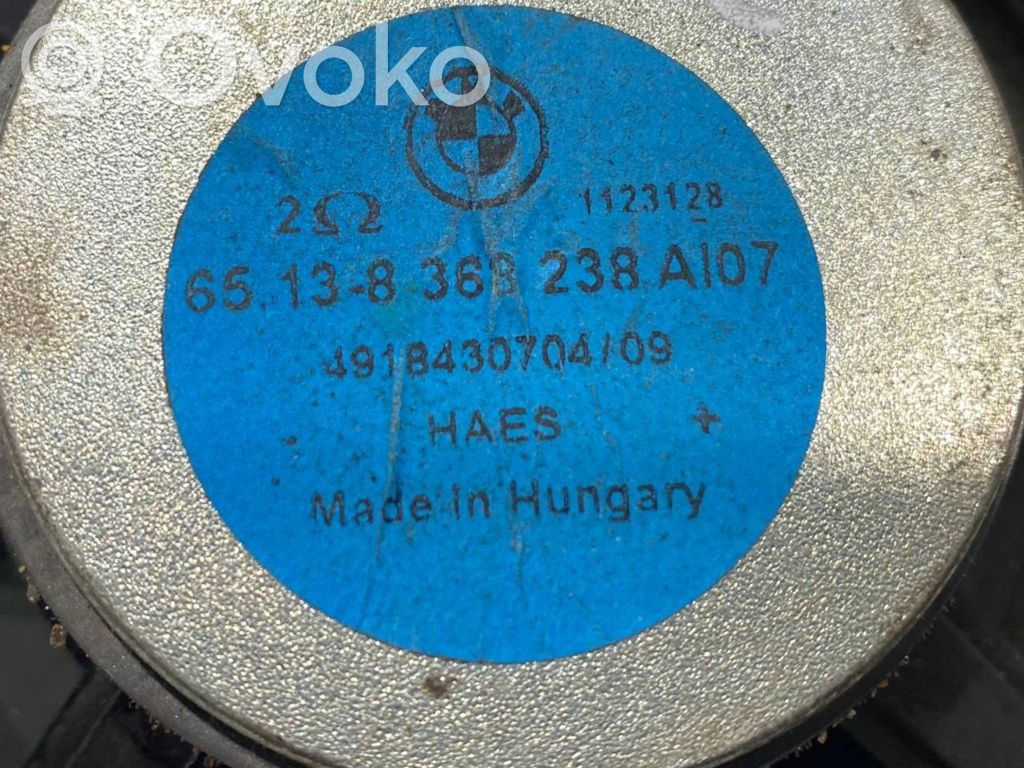 © Ovoko
2Ω 1123128
65.13-8 368 238 AI07
4918430704/09
- HAES +
Made In Hungary